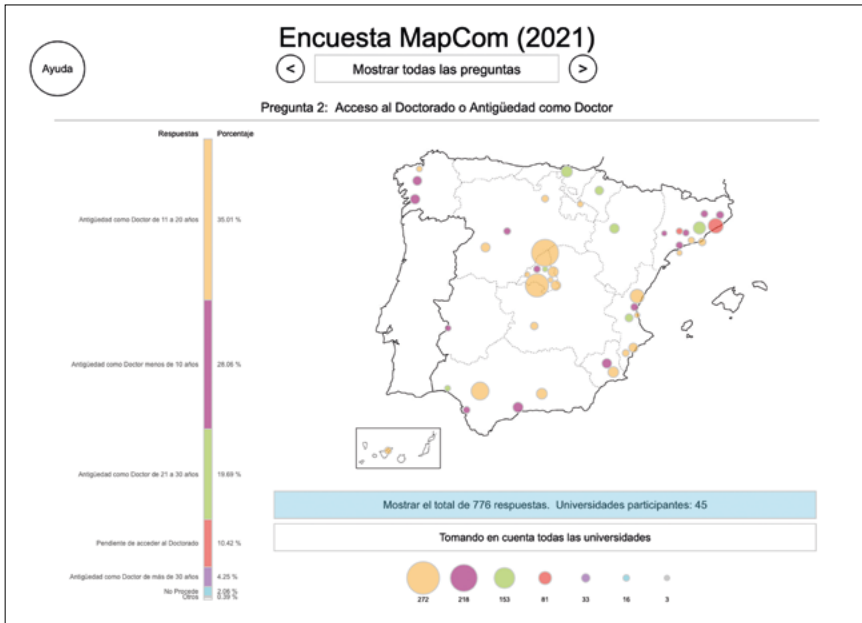 Encuesta MapCom (2021)
Ayuda
<
Mostrar todas las preguntas
>
Pregunta 2: Acceso al Doctorado o Antigüedad como Doctor
Respuestas Porcentaje
Antigüedad como Doctor de 11 a 20 años 35.01 %
Antigüedad como Doctor menos de 10 años 28.06 %
Antigüedad como Doctor de 21 a 30 años 19.69 %
Pendiente de acceder al Doctorado 10.42 %
Antigüedad como Doctor de más de 30 años 4.25 %
No Procede 2.06 %
Otros 0.39 %
Mostrar el total de 776 respuestas. Universidades participantes: 45
Tomando en cuenta todas las universidades
272 218 153 81 33 16 3